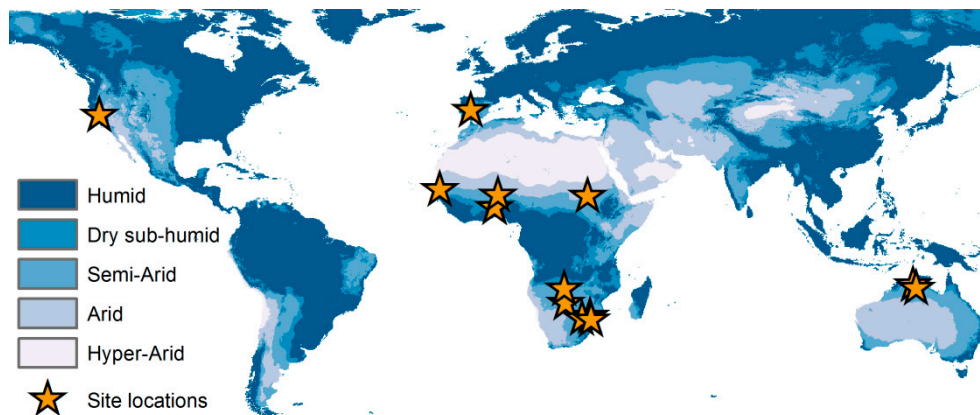 Humid
Dry sub-humid
Semi-Arid
Arid
Hyper-Arid
Site locations